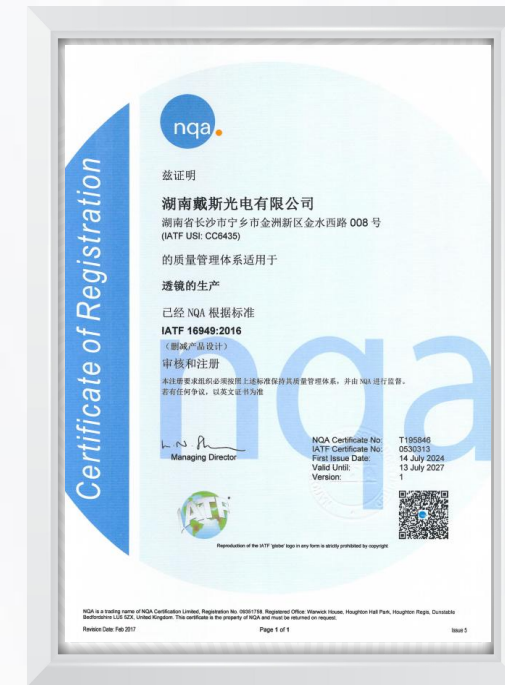 Certificate of Registration
nqa.
兹证明
湖南戴斯光电有限公司
湖南省长沙市宁乡市金洲新区金水西路 008 号
(IATF USI: CC6435)
的质量管理体系适用于
透镜的生产
已经 NQA 根据标准
IATF 16949:2016
（删减产品设计）
审核和注册
本注册要求组织必须按照上述标准保持其质量管理体系，并由 NQA 进行监督。
若有任何争议，以英文证书为准
nqa
Managing Director
NQA Certificate No: T195846
IATF Certificate No: 0530313
First Issue Date: 14 July 2024
Valid Until: 13 July 2027
Version: 1
IATF
Reproduction of the IATF 'globe' logo in any form is strictly prohibited by copyright
NQA is a trading name of NQA Certification Limited, Registration No. 09351758. Registered Office: Warwick House, Houghton Hall Park, Houghton Regis, Dunstable
Bedfordshire LU5 5ZX, United Kingdom. This certificate is the property of NQA and must be returned on request.
Revision Date: Feb 2017 Page 1 of 1 Issue 5